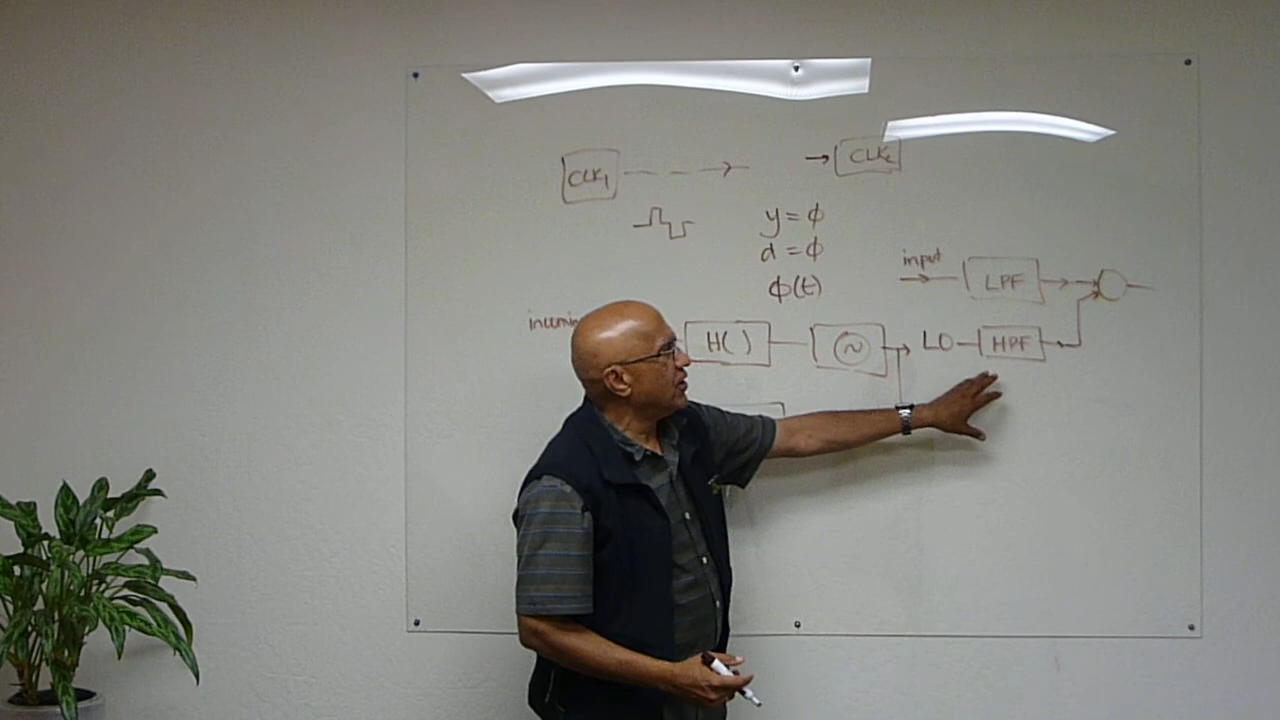 CLK1
CLK2
y = ϕ
d = ϕ
ϕ(t)
input
LPF
H( )
~
LO
HPF